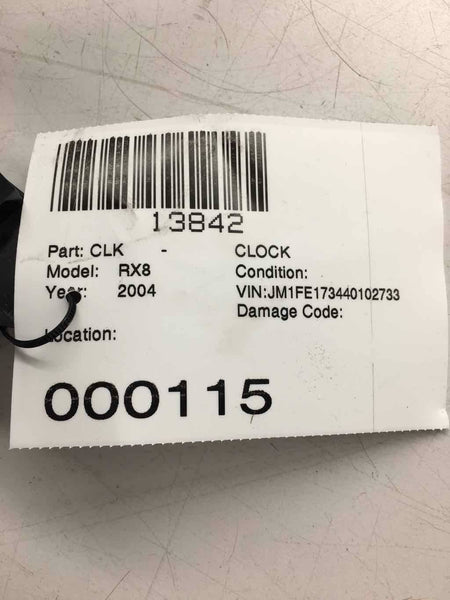 13842
Part: CLK - CLOCK
Model: RX8 Condition:
Year: 2004 VIN:JM1FE173440102733
Damage Code:
Location:
000115